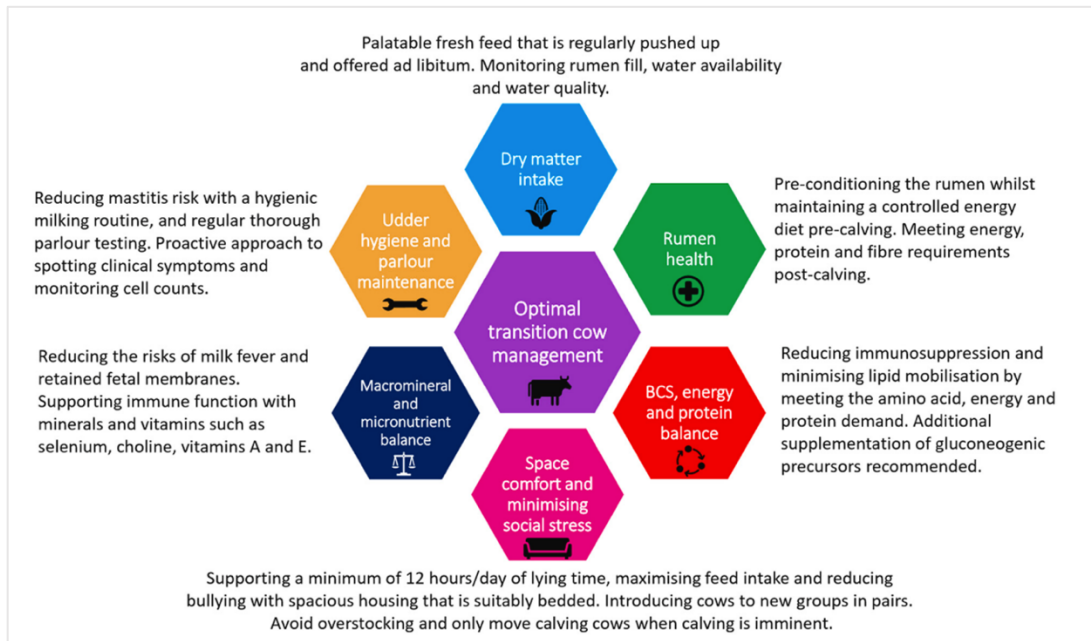 Palatable fresh feed that is regularly pushed up
and offered ad libitum. Monitoring rumen fill, water availability
and water quality.
Dry matter
intake
Reducing mastitis risk with a hygienic
milking routine, and regular thorough
parlour testing. Proactive approach to
spotting clinical symptoms and
monitoring cell counts.
Udder
hygiene and
parlour
maintenance
Rumen
health
Pre-conditioning the rumen whilst
maintaining a controlled energy
diet pre-calving. Meeting energy,
protein and fibre requirements
post-calving.
Optimal
transition cow
management
Reducing the risks of milk fever and
retained fetal membranes.
Supporting immune function with
minerals and vitamins such as
selenium, choline, vitamins A and E.
Macromineral and
micronutrient
balance
BCS, energy
and protein
balance
Reducing immunosuppression and
minimising lipid mobilisation by
meeting the amino acid, energy and
protein demand. Additional
supplementation of gluconeogenic
precursors recommended.
Space
comfort and
minimising
social stress
Supporting a minimum of 12 hours/day of lying time, maximising feed intake and reducing
bullying with spacious housing that is suitably bedded. Introducing cows to new groups in pairs.
Avoid overstocking and only move calving cows when calving is imminent.